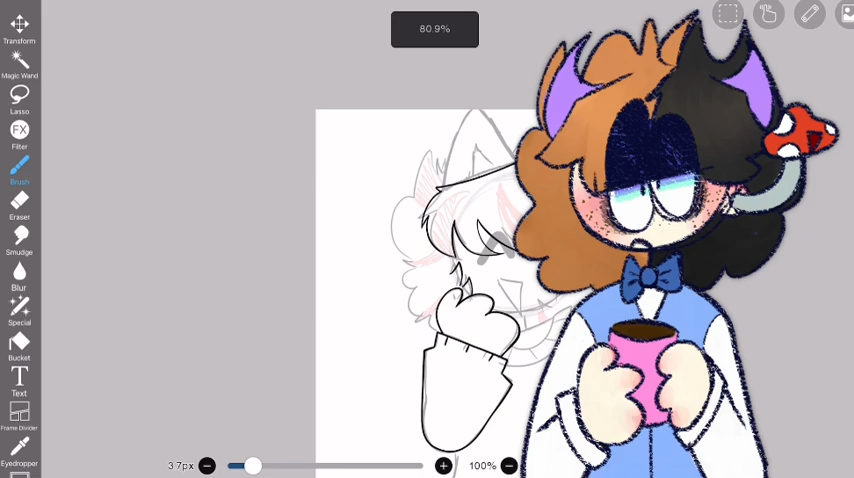 80.9%
Transform
Magic Wand
Lasso
FX
Filter
Brush
Eraser
Smudge
Blur
Special
Bucket
T
Text
Frame Divider
Eyedropper
3.7px
100%